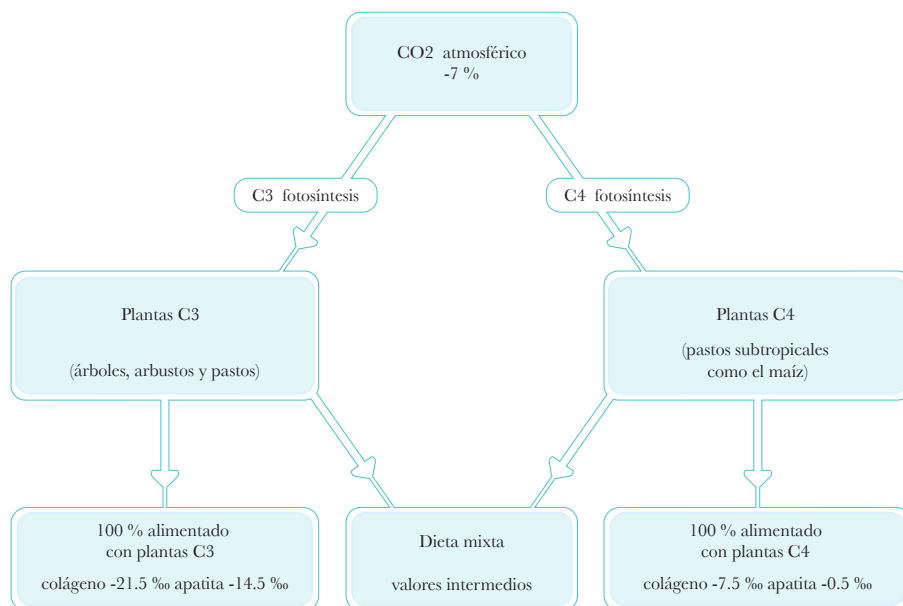 CO2 atmosférico
-7 %
C3 fotosíntesis
C4 fotosíntesis
Plantas C3
(árboles, arbustos y pastos)
Plantas C4
(pastos subtropicales
como el maíz)
100 % alimentado
con plantas C3
colágeno -21.5 ‰ apatita -14.5 ‰
Dieta mixta
valores intermedios
100 % alimentado
con plantas C4
colágeno -7.5 ‰ apatita -0.5 ‰